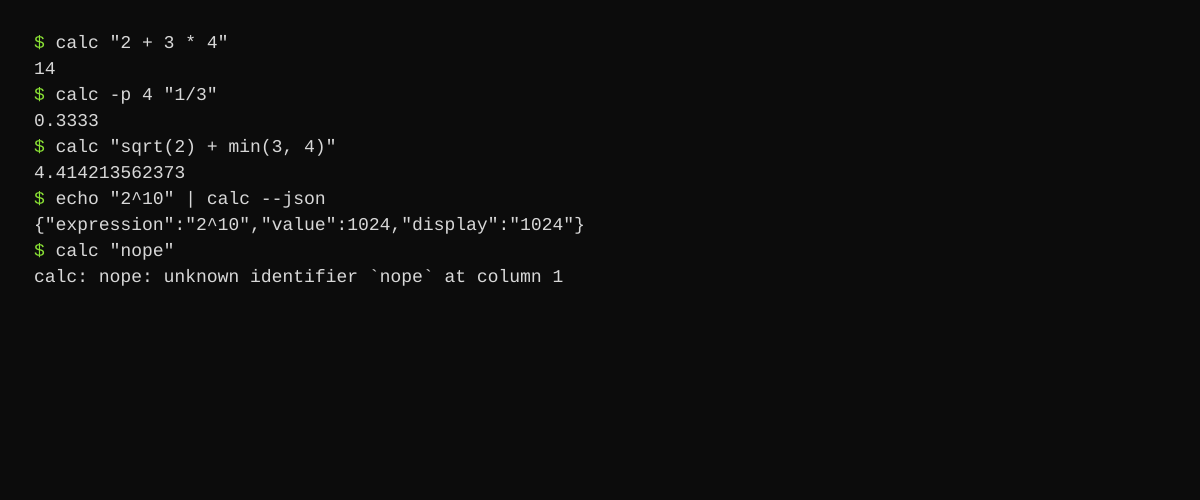 $ calc "2 + 3 * 4"
14
$ calc -p 4 "1/3"
0.3333
$ calc "sqrt(2) + min(3, 4)"
4.414213562373
$ echo "2^10" | calc --json
{"expression":"2^10","value":1024,"display":"1024"}
$ calc "nope"
calc: nope: unknown identifier `nope` at column 1